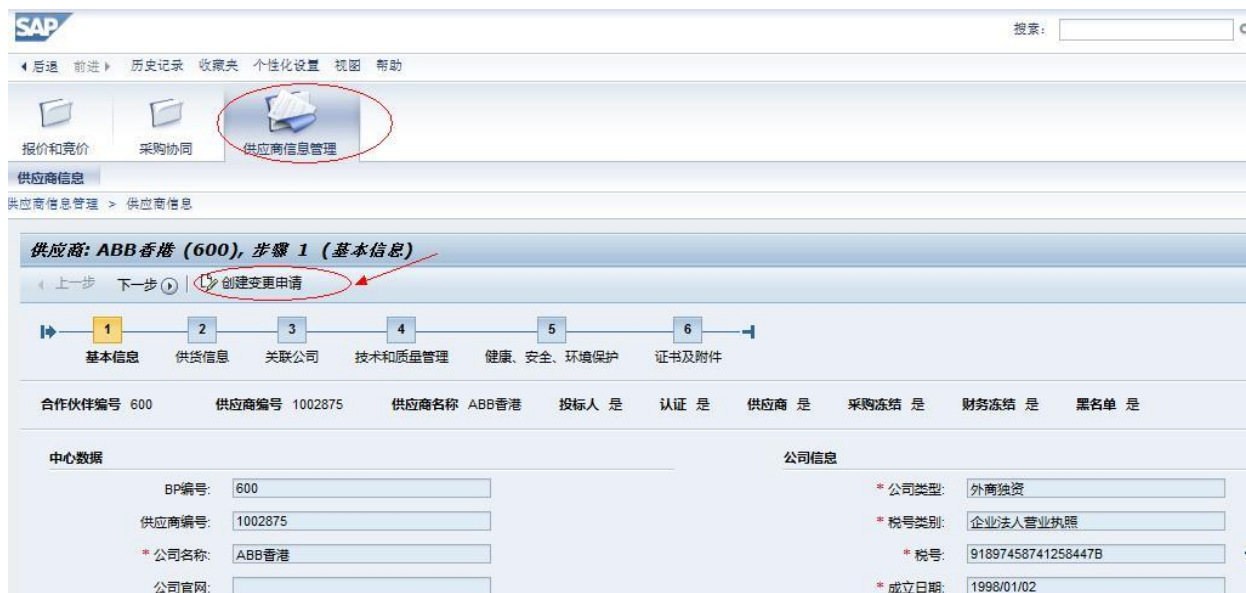 SAP
搜索:
后退 前进 历史记录 收藏夹 个性化设置 视图 帮助
报价和竞价 采购协同 供应商信息管理
供应商信息
供应商信息管理 > 供应商信息
供应商: ABB香港 (600), 步骤 1 (基本信息)
上一步 下一步 创建变更申请
1 2 3 4 5 6
基本信息 供货信息 关联公司 技术和质量管理 健康、安全、环境保护 证书及附件
合作伙伴编号 600 供应商编号 1002875 供应商名称 ABB香港 投标人 是 认证 是 供应商 是 采购冻结 是 财务冻结 是 黑名单 是
中心数据 公司信息
BP编号: 600 * 公司类型: 外商独资
供应商编号: 1002875 * 税号类别: 企业法人营业执照
* 公司名称: ABB香港 * 税号: 91897458741258447B
公司官网: * 成立日期: 1998/01/02